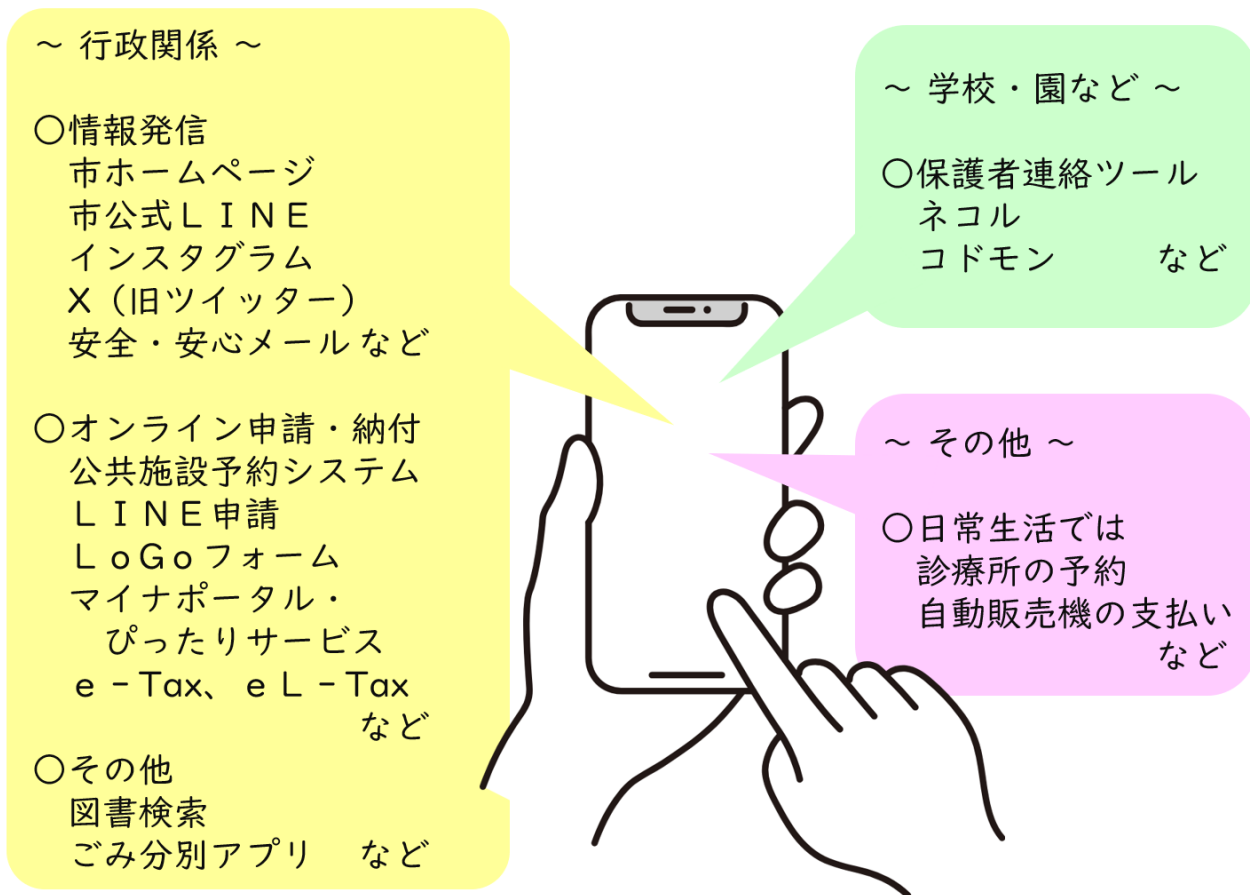 ～ 行政関係 ～
○情報発信
市ホームページ
市公式ＬＩＮＥ
インスタグラム
X（旧ツイッター）
安全・安心メール など
○オンライン申請・納付
公共施設予約システム
ＬＩＮＥ申請
ＬｏＧｏフォーム
マイナポータル・
ぴったりサービス
ｅ－Tax、ｅＬ－Tax
など
○その他
図書検索
ごみ分別アプリ　など
～ 学校・園など ～
○保護者連絡ツール
ネコル
コドモン　　　など
～ その他 ～
○日常生活では
診療所の予約
自動販売機の支払い
など